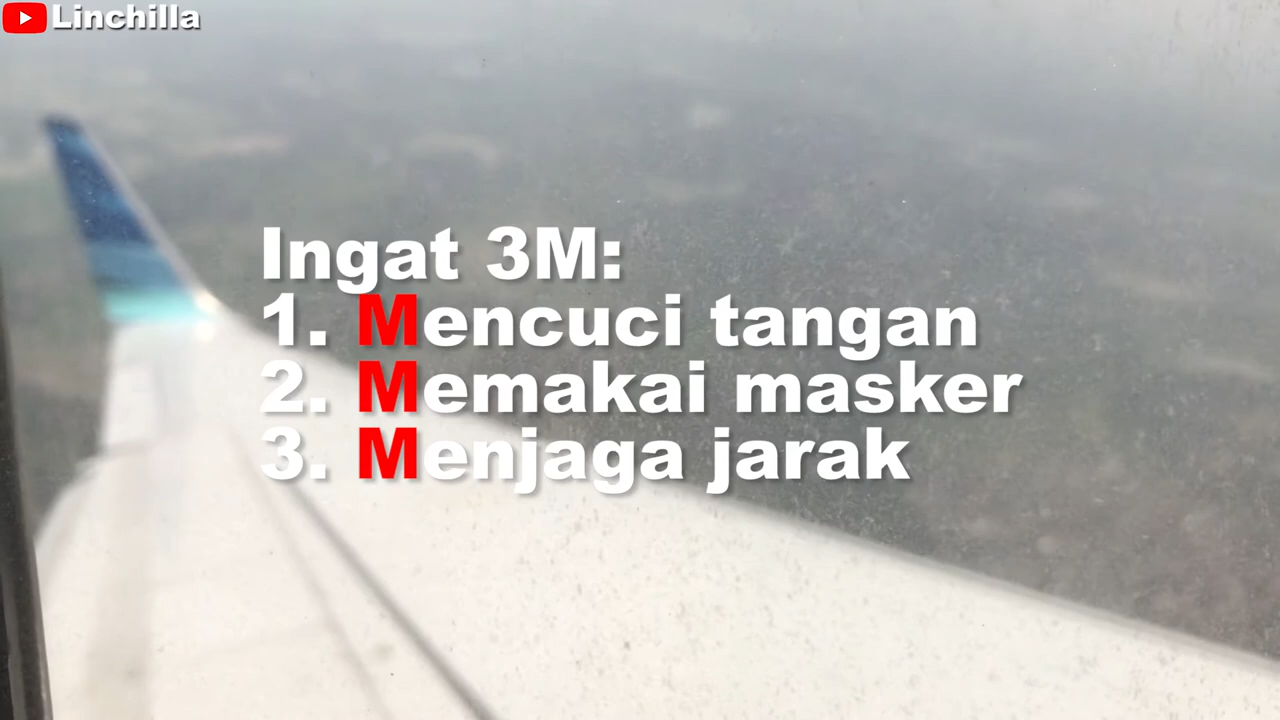 Linchilla
Ingat 3M:
1. Mencuci tangan
2. Memakai masker
3. Menjaga jarak